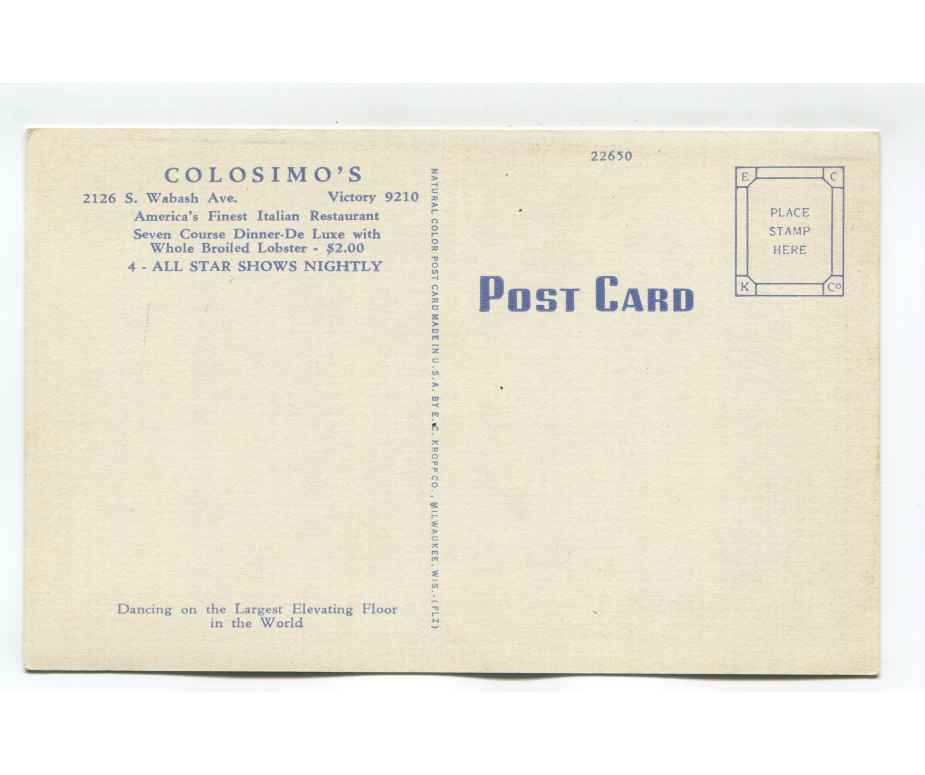 COLOSIMO'S
2126 S. Wabash Ave. Victory 9210
America's Finest Italian Restaurant
Seven Course Dinner-De Luxe with
Whole Broiled Lobster - $2.00
4 - ALL STAR SHOWS NIGHTLY
Dancing on the Largest Elevating Floor
in the World
NATURAL COLOR POST CARD MADE IN U.S.A. BY E. C. KROPP CO., MILWAUKEE, WIS.-(FLZ)
22650
POST CARD
E C
PLACE
STAMP
HERE
K Co